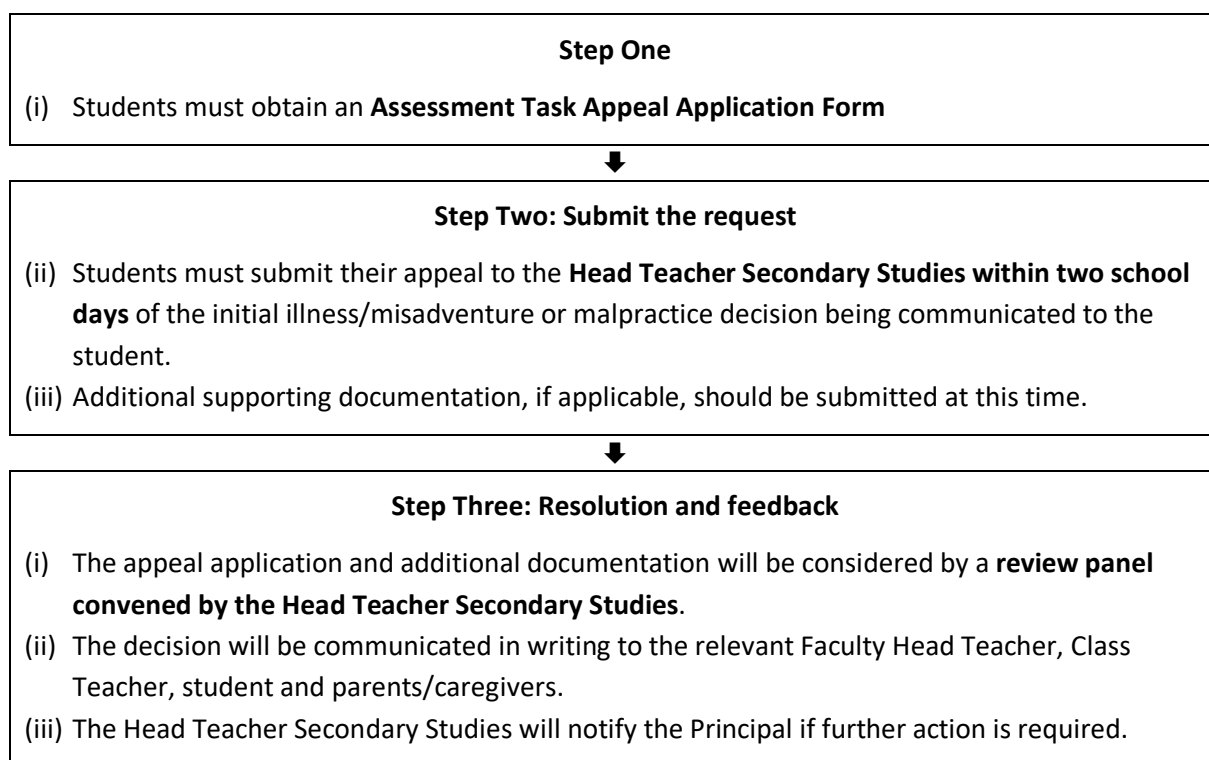 Step One
(i) Students must obtain an Assessment Task Appeal Application Form
Step Two: Submit the request
(ii) Students must submit their appeal to the Head Teacher Secondary Studies within two school
days of the initial illness/misadventure or malpractice decision being communicated to the
student.
(iii) Additional supporting documentation, if applicable, should be submitted at this time.
Step Three: Resolution and feedback
(i) The appeal application and additional documentation will be considered by a review panel
convened by the Head Teacher Secondary Studies.
(ii) The decision will be communicated in writing to the relevant Faculty Head Teacher, Class
Teacher, student and parents/caregivers.
(iii) The Head Teacher Secondary Studies will notify the Principal if further action is required.